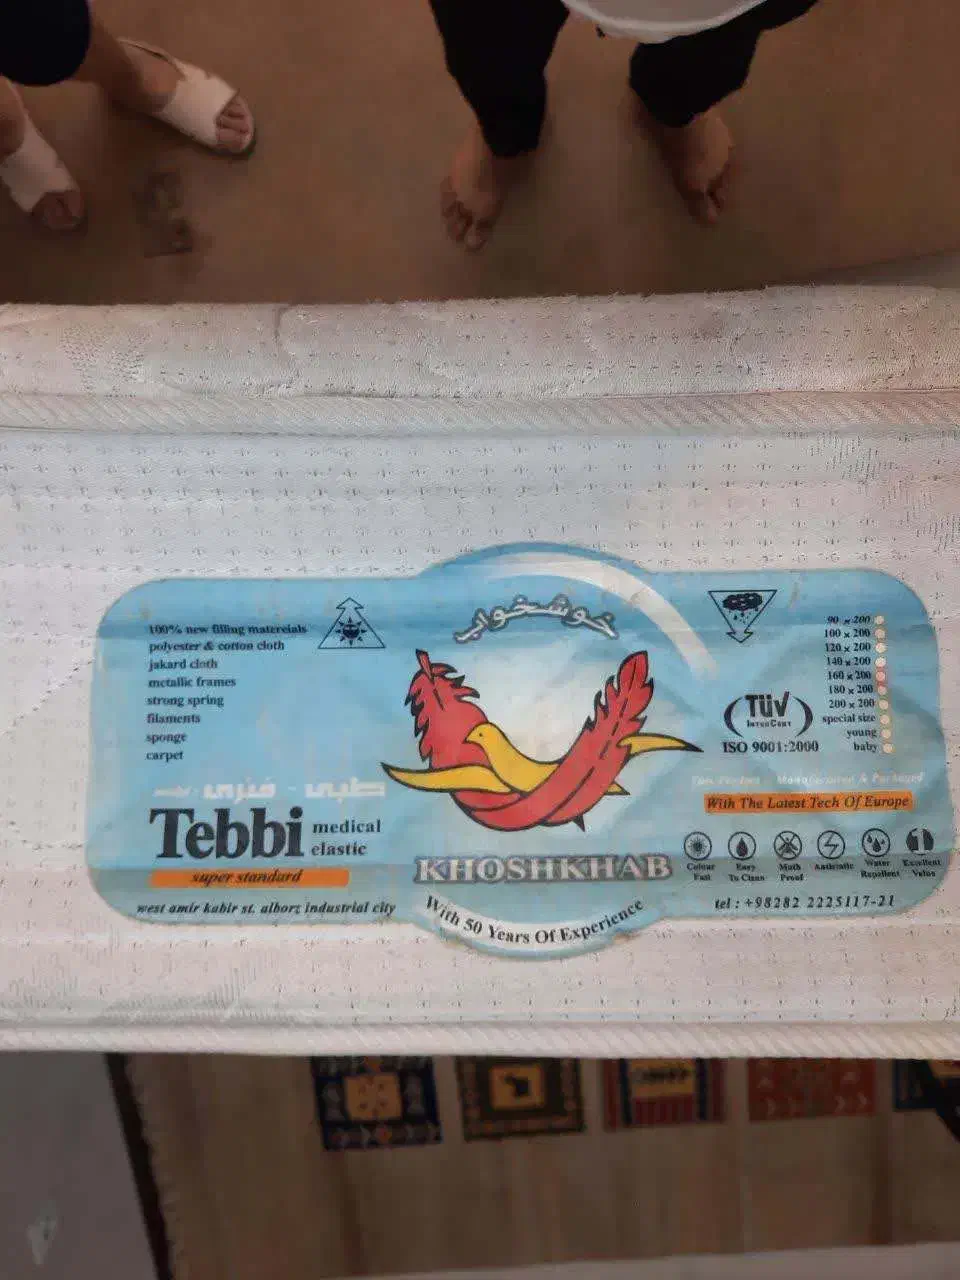 100% new filling matereials
polyester & cotton cloth
jakard cloth
metallic frames
strong spring
filaments
sponge
carpet
طبی - فنری -
Tebbi medical
elastic
super standard
west amir kabir st. alborz industrial city
خوشخواب
KHOSHKHAB
With 50 Years Of Experience
90 x 200
100 x 200
120 x 200
140 x 200
160 x 200
180 x 200
200 x 200
special size
young
baby
TÜV
INTERCERT
ISO 9001:2000
Manufactured & Packaged
With The Latest Tech Of Europe
Colour Fast
Easy To Clean
Moth Proof
Antistatic
Water Repellent
Excellent Value
tel : +98282 2225117-21